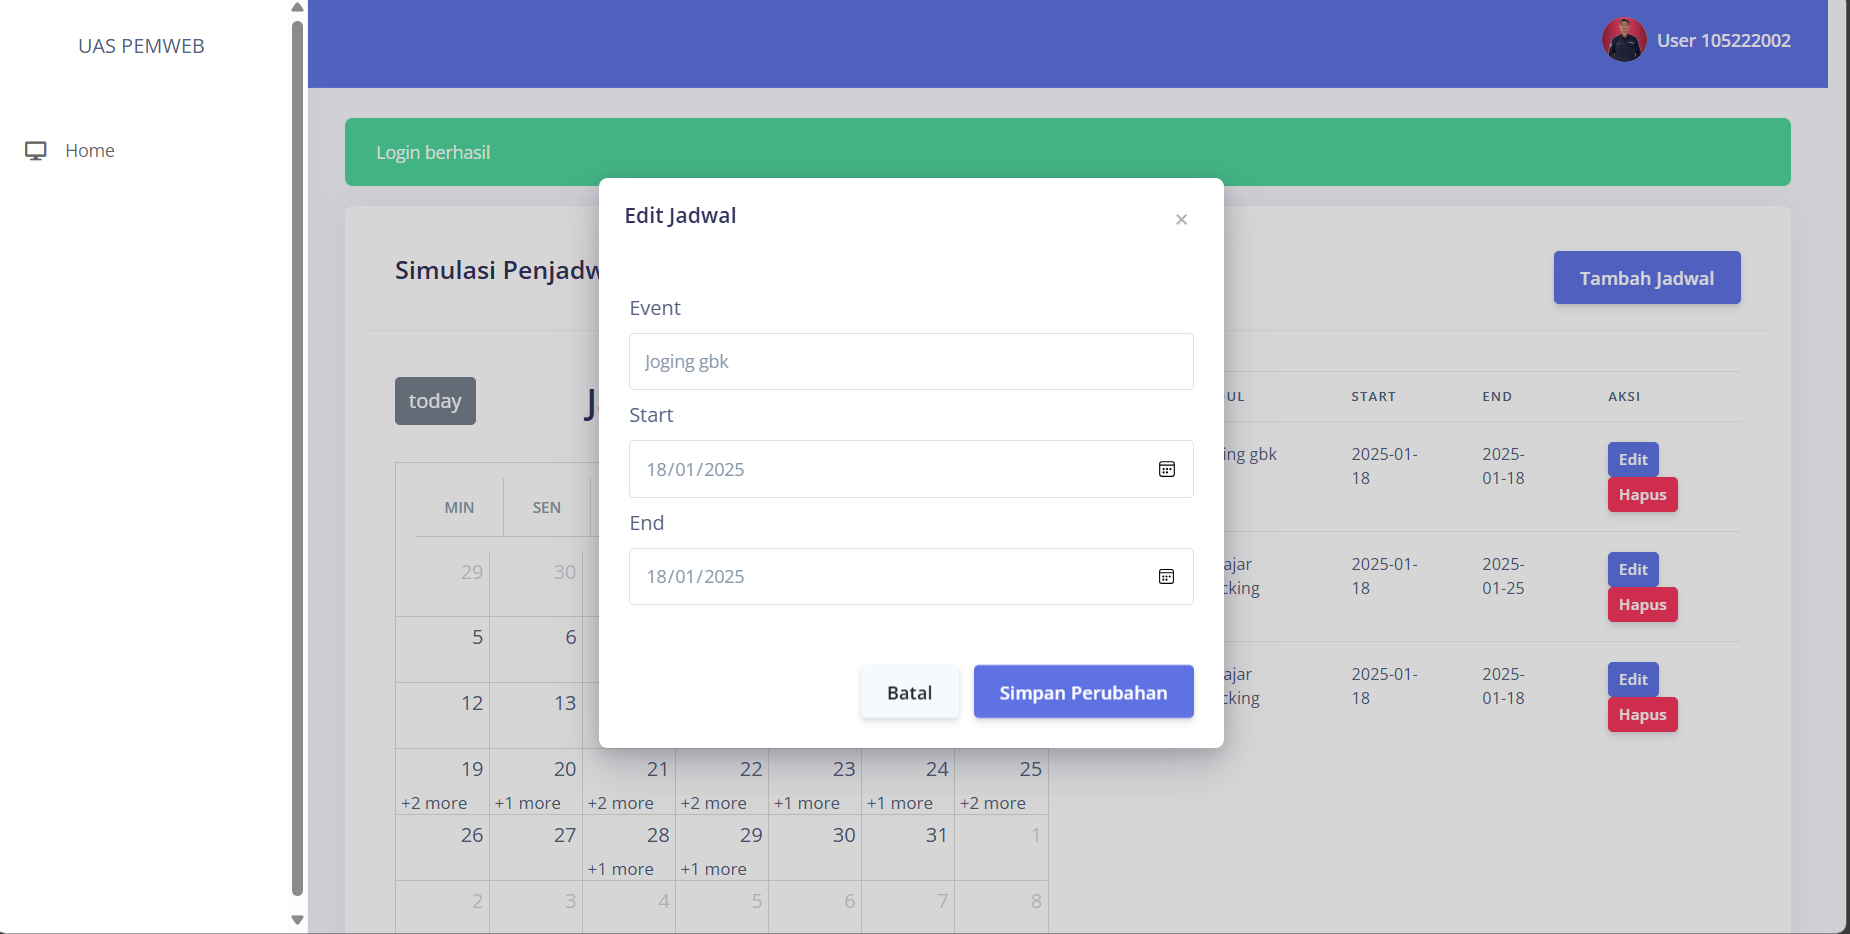 UAS PEMWEB
Home
User 105222002
Login berhasil
Simulasi Penjadw
Tambah Jadwal
Edit Jadwal
×
Event
Joging gbk
Start
18/01/2025
End
18/01/2025
Batal
Simpan Perubahan
today
J
MIN SEN
29 30
5 6
12 13
19 20 21 22 23 24 25
+2 more +1 more +2 more +2 more +1 more +1 more +2 more
26 27 28 29 30 31 1
+1 more +1 more
2 3 4 5 6 7 8
UL START END AKSI
ing gbk 2025-01- 2025- Edit
18 01-18 Hapus
ajar 2025-01- 2025- Edit
cking 18 01-25 Hapus
ajar 2025-01- 2025- Edit
cking 18 01-18 Hapus